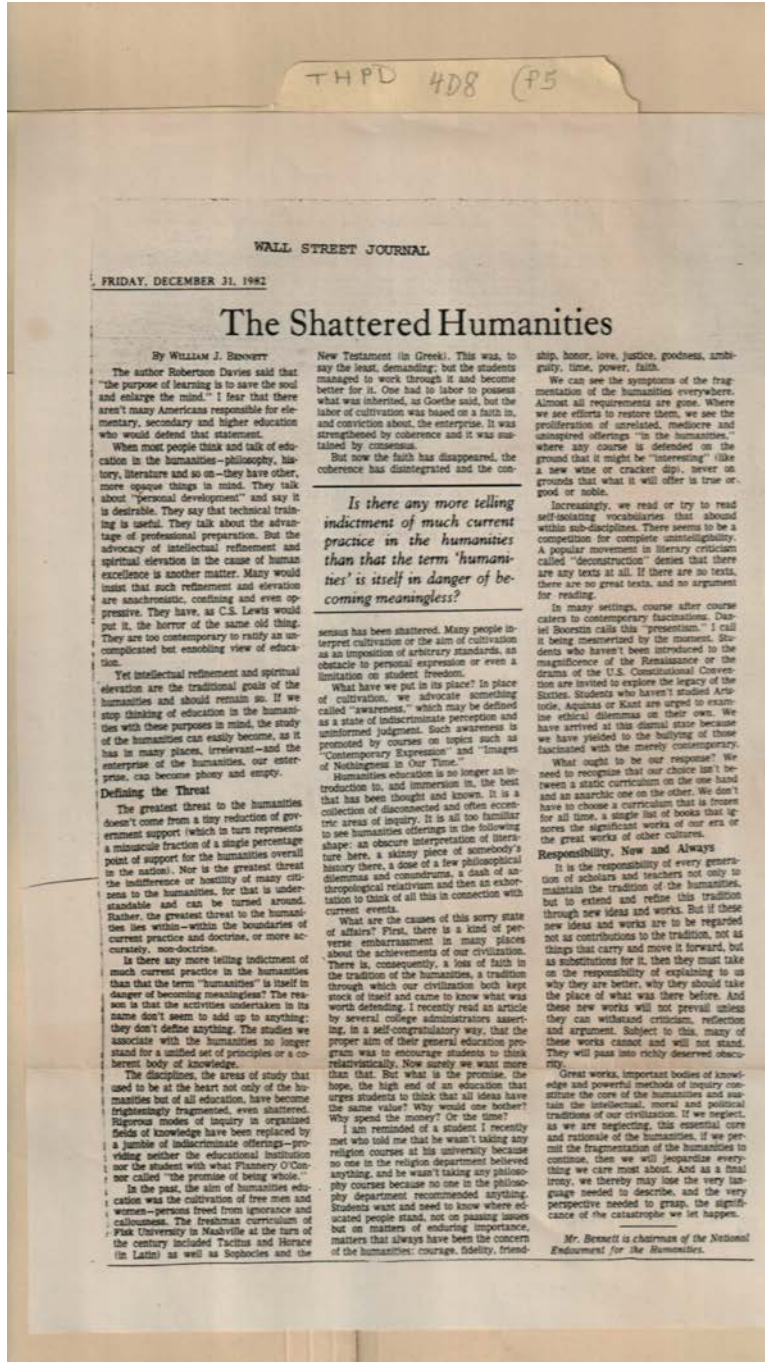 THPD 4D8 (P5
WALL STREET JOURNAL
FRIDAY, DECEMBER 31, 1982
The Shattered Humanities
By WILLIAM J. BENNETT
The author Robertson Davies said that
"the purpose of learning is to save the soul
and enlarge the mind." I fear that there
aren't many Americans responsible for ele-
mentary, secondary and higher education
who would defend that statement.
When most people think and talk of edu-
cation in the humanities—philosophy, his-
tory, literature and so on—they have other,
more opaque things in mind. They talk
about "personal development" and say it
is desirable. They say that technical train-
ing is useful. They talk about the advan-
tage of professional preparation. But the
advocacy of intellectual refinement and
spiritual elevation in the cause of human
excellence is another matter. Many would
insist that such refinement and elevation
are anachronistic, confining and even op-
pressive. They have, as C.S. Lewis would
put it, the horror of the same old thing.
They are too contemporary to ratify an un-
complicated but ennobling view of educa-
tion.
Yet intellectual refinement and spiritual
elevation are the traditional goals of the
humanities and should remain so. If we
stop thinking of education in the humani-
ties with these purposes in mind, the study
of the humanities can easily become, as it
has in many places, irrelevant—and the
enterprise of the humanities, our enter-
prise, can become phony and empty.
Defining the Threat
The greatest threat to the humanities
doesn't come from a tiny reduction of gov-
ernment support (which in turn represents
a minuscule fraction of a single percentage
point of support for the humanities overall
in the nation). Nor is the greatest threat
the indifference or hostility of many citi-
zens to the humanities, for that is under-
standable and can be turned around.
Rather, the greatest threat to the humani-
ties lies within—within the boundaries of
current practice and doctrine, or more ac-
curately, non-doctrine.
Is there any more telling indictment of
much current practice in the humanities
than that the term "humanities" is itself in
danger of becoming meaningless? The rea-
son is that the activities undertaken in its
name don't seem to add up to anything;
they don't define anything. The studies we
associate with the humanities no longer
stand for a unified set of principles or a co-
herent body of knowledge.
The disciplines, the areas of study that
used to be at the heart not only of the hu-
manities but of all education, have become
frighteningly fragmented, even shattered.
Rigorous modes of inquiry in organized
fields of knowledge have been replaced by
a jumble of indiscriminate offerings—pro-
viding neither the educational institution
nor the student with what Flannery O'Con-
nor called "the promise of being whole."
In the past, the aim of humanities edu-
cation was the cultivation of free men and
women—persons freed from ignorance and
callousness. The freshman curriculum of
Fisk University in Nashville at the turn of
the century included Tacitus and Horace
(in Latin) as well as Sophocles and the
New Testament (in Greek). This was, to
say the least, demanding; but the students
managed to work through it and become
better for it. One had to labor to possess
what was inherited, as Goethe said, but the
labor of cultivation was based on a faith in,
and conviction about, the enterprise. It was
strengthened by coherence and it was sus-
tained by consensus.
But now the faith has disappeared, the
coherence has disintegrated and the con-
Is there any more telling
indictment of much current
practice in the humanities
than that the term 'humani-
ties' is itself in danger of be-
coming meaningless?
sensus has been shattered. Many people in-
terpret cultivation or the aim of cultivation
as an imposition of arbitrary standards, an
obstacle to personal expression or even a
limitation on student freedom.
What have we put in its place? In place
of cultivation, we advocate something
called "awareness," which may be defined
as a state of indiscriminate perception and
uninformed judgment. Such awareness is
promoted by courses on topics such as
"Contemporary Expression" and "Images
of Nothingness in Our Time."
Humanities education is no longer an in-
troduction to, and immersion in, the best
that has been thought and known. It is a
collection of disconnected and often eccen-
tric areas of inquiry. It is all too familiar
to see humanities offerings in the following
shape: an obscure interpretation of litera-
ture here, a skinny piece of somebody's
history there, a dose of a few philosophical
dilemmas and conundrums, a dash of an-
thropological relativism and then an exhor-
tation to think of all this in connection with
current events.
What are the causes of this sorry state
of affairs? First, there is a kind of per-
verse embarrassment in many places
about the achievements of our civilization.
There is, consequently, a loss of faith in
the tradition of the humanities, a tradition
through which our civilization both kept
stock of itself and came to know what was
worth defending. I recently read an article
by several college administrators assert-
ing, in a self-congratulatory way, that the
proper aim of their general education pro-
gram was to encourage students to think
relativistically. Now surely we want more
than that. But what is the promise, the
hope, the high end of an education that
urges students to think that all ideas have
the same value? Why would one bother?
Why spend the money? Or the time?
I am reminded of a student I recently
met who told me that he wasn't taking any
religion courses at his university because
no one in the religion department believed
anything, and he wasn't taking any philoso-
phy courses because no one in the philoso-
phy department recommended anything.
Students want and need to know where ed-
ucated people stand, not on passing issues
but on matters of enduring importance,
matters that always have been the concern
of the humanities: courage, fidelity, friend-
ship, honor, love, justice, goodness, ambi-
guity, time, power, faith.
We can see the symptoms of the frag-
mentation of the humanities everywhere.
Almost all requirements are gone. Where
we see efforts to restore them, we see the
proliferation of unrelated, mediocre and
uninspired offerings "in the humanities,"
where any course is defended on the
ground that it might be "interesting" (like
a new wine or cracker dip), never on
grounds that what it will offer is true or
good or noble.
Increasingly, we read or try to read
self-isolating vocabularies that abound
within sub-disciplines. There seems to be a
competition for complete unintelligibility.
A popular movement in literary criticism
called "deconstruction" denies that there
are any texts at all. If there are no texts,
there are no great texts, and no argument
for reading.
In many settings, course after course
caters to contemporary fascinations. Dan-
iel Boorstin calls this "presentism." I call
it being mesmerized by the moment. Stu-
dents who haven't been introduced to the
magnificence of the Renaissance or the
drama of the U.S. Constitutional Conven-
tion are invited to explore the legacy of the
Sixties. Students who haven't studied Aris-
totle, Aquinas or Kant are urged to exam-
ine ethical dilemmas on their own. We
have arrived at this dismal state because
we have yielded to the bullying of those
fascinated with the merely contemporary.
What ought to be our response? We
need to recognize that our choice isn't be-
tween a static curriculum on the one hand
and an anarchic one on the other. We don't
have to choose a curriculum that is frozen
for all time, a single list of books that ig-
nores the significant works of our era or
the great works of other cultures.
Responsibility, Now and Always
It is the responsibility of every genera-
tion of scholars and teachers not only to
maintain the tradition of the humanities,
but to extend and refine this tradition
through new ideas and works. But if these
new ideas and works are to be regarded
not as contributions to the tradition, not as
things that carry and move it forward, but
as substitutions for it, then they must take
on the responsibility of explaining to us
why they are better, why they should take
the place of what was there before. And
these new works will not prevail unless
they can withstand criticism, reflection
and argument. Subject to this, many of
these works cannot and will not stand.
They will pass into richly deserved obscu-
rity.
Great works, important bodies of knowl-
edge and powerful methods of inquiry con-
stitute the core of the humanities and sus-
tain the intellectual, moral and political
traditions of our civilization. If we neglect,
as we are neglecting, this essential core
and rationale of the humanities, if we per-
mit the fragmentation of the humanities to
continue, then we will jeopardize every-
thing we care most about. And as a final
irony, we thereby may lose the very lan-
guage needed to describe, and the very
perspective needed to grasp, the signifi-
cance of the catastrophe we let happen.
Mr. Bennett is chairman of the National
Endowment for the Humanities.